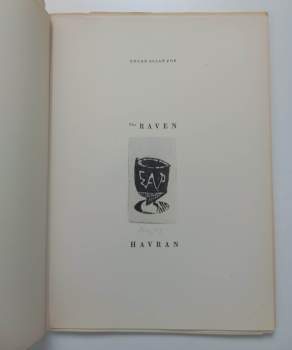 EDGAR ALLAN POE
The RAVEN
EAP
HAVRAN